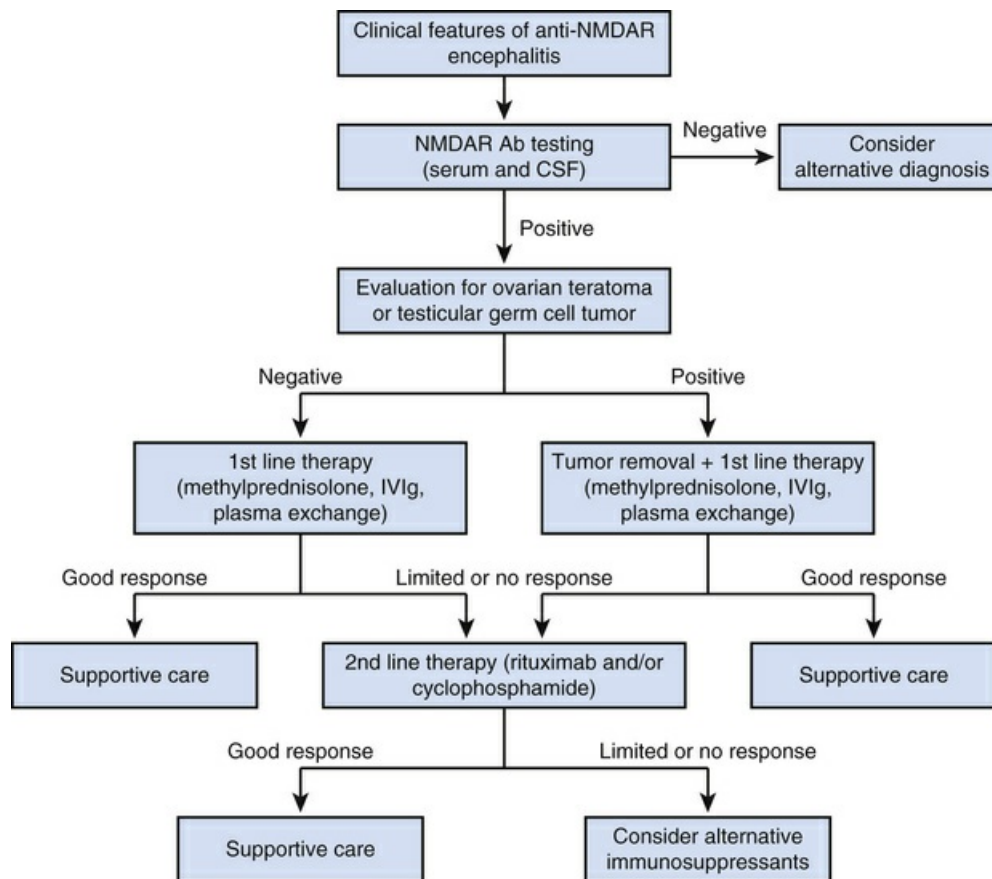 Clinical features of anti-NMDAR
encephalitis
NMDAR Ab testing
(serum and CSF)
Negative
Consider
alternative diagnosis
Positive
Evaluation for ovarian teratoma
or testicular germ cell tumor
Negative
Positive
1st line therapy
(methylprednisolone, IVIg,
plasma exchange)
Tumor removal + 1st line therapy
(methylprednisolone, IVIg,
plasma exchange)
Good response
Limited or no response
Good response
Supportive care
2nd line therapy (rituximab and/or
cyclophosphamide)
Supportive care
Good response
Limited or no response
Supportive care
Consider alternative
immunosuppressants